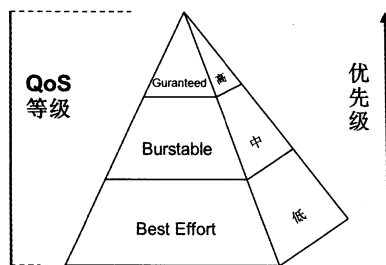 QoS
等级
Guranteed
高
Burstable
中
Best Effort
低
优先级